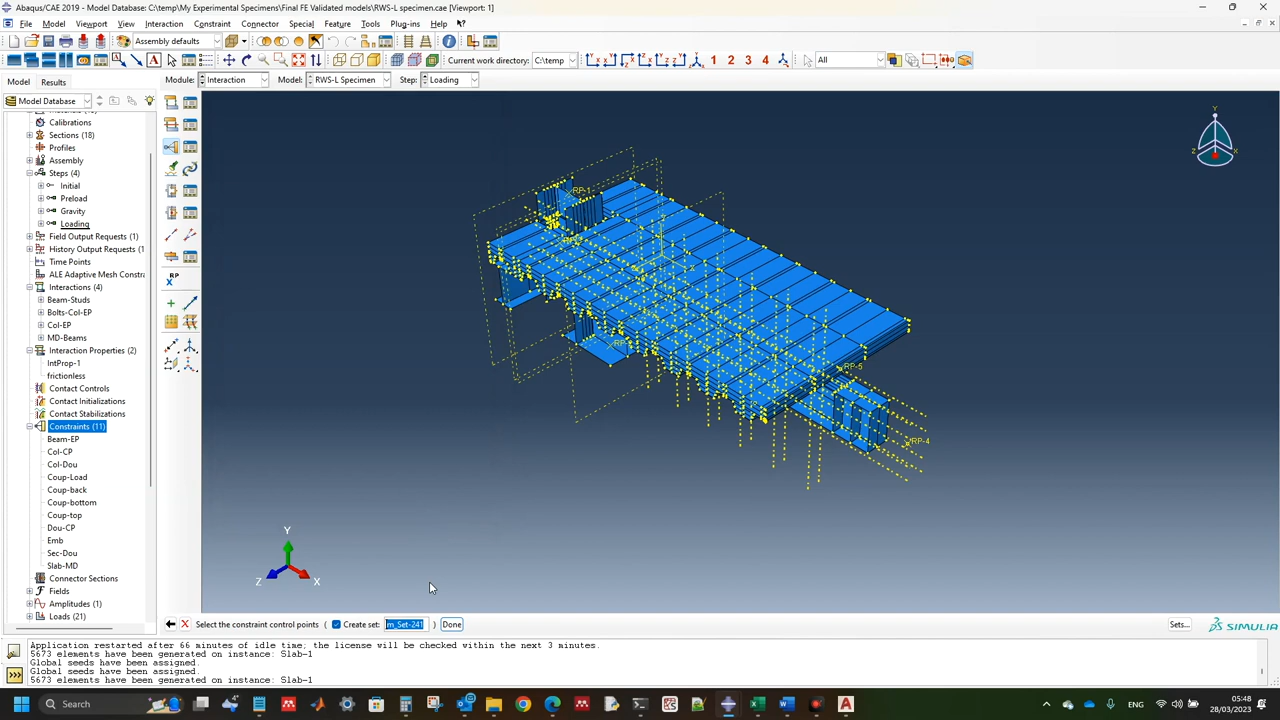 Abaqus/CAE 2019 - Model Database: C:\temp\My Experimental Specimens\Final FE Validated models\RWS-L specimen.cae [Viewport: 1]
File Model Viewport View Interaction Constraint Connector Special Feature Tools Plug-ins Help
Assembly defaults
Current work directory: C:\temp 1 2 3 4 All
Model Results Module: Interaction Model: RWS-L Specimen Step: Loading
Model Database
Calibrations
Sections (18)
Profiles
Assembly
Steps (4)
Initial
Preload
Gravity
Loading
Field Output Requests (1)
History Output Requests (1
Time Points
ALE Adaptive Mesh Constra
Interactions (4)
Beam-Studs
Bolts-Col-EP
Col-EP
MD-Beams
Interaction Properties (2)
IntProp-1
frictionless
Contact Controls
Contact Initializations
Contact Stabilizations
Constraints (11)
Beam-EP
Col-CP
Col-Dou
Coup-Load
Coup-back
Coup-bottom
Coup-top
Dou-CP
Emb
Sec-Dou
Slab-MD
Connector Sections
Fields
Amplitudes (1)
Loads (21)
RP
Y
Z X
RP-1
RP-5
RP-4
Y
Z X
Select the constraint control points ( Create set: m_Set-241 ) Done Sets... SIMULIA
Application restarted after 66 minutes of idle time; the license will be checked within the next 3 minutes.
5673 elements have been generated on instance: Slab-1
Global seeds have been assigned.
Global seeds have been assigned.
5673 elements have been generated on instance: Slab-1
Search
ENG 05:48
28/03/2023